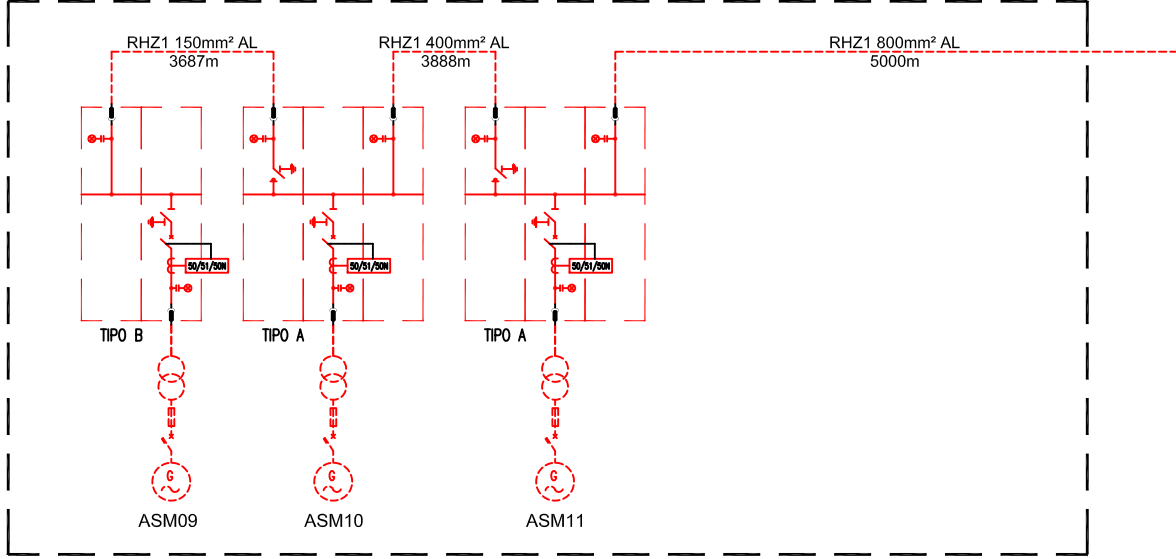 RHZ1 150mm² AL
3687m
RHZ1 400mm² AL
3888m
RHZ1 800mm² AL
5000m
50/51/50N
50/51/50N
50/51/50N
TIPO B
TIPO A
TIPO A
G
G
G
ASM09
ASM10
ASM11